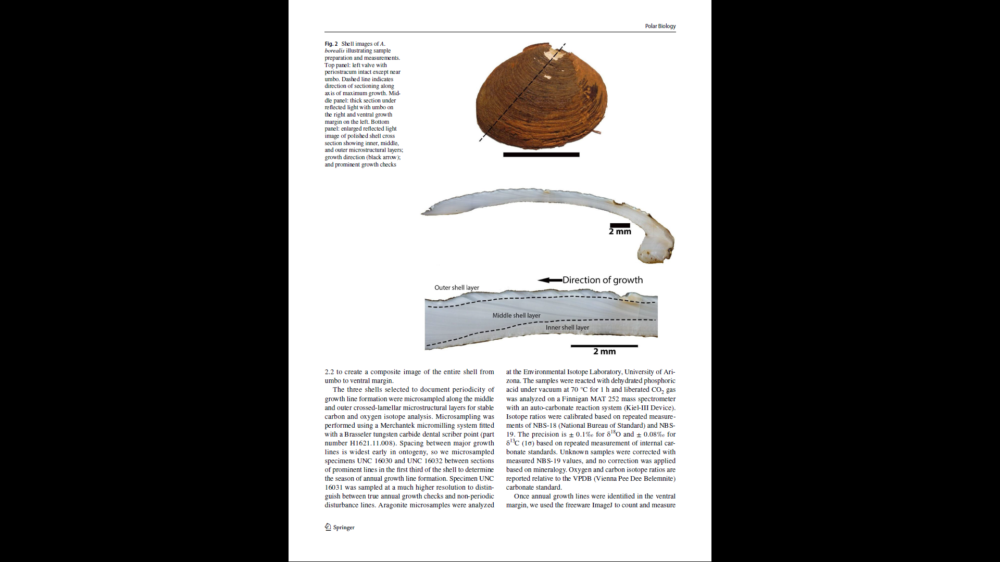 Polar Biology
Fig. 2 Shell images of A.
borealis illustrating sample
preparation and measurements.
Top panel: left valve with
periostracum intact except near
umbo. Dashed line indicates
direction of sectioning along
axis of maximum growth. Mid-
dle panel: thick section under
reflected light with umbo on
the right and ventral growth
margin on the left. Bottom
panel: enlarged reflected light
image of polished shell cross
section showing inner, middle,
and outer microstructural layers;
growth direction (black arrow);
and prominent growth checks
2 mm
Direction of growth
Outer shell layer
Middle shell layer
Inner shell layer
2 mm
2.2 to create a composite image of the entire shell from
umbo to ventral margin.
The three shells selected to document periodicity of
growth line formation were microsampled along the middle
and outer crossed-lamellar microstructural layers for stable
carbon and oxygen isotope analysis. Microsampling was
performed using a Merchantek micromilling system fitted
with a Brasseler tungsten carbide dental scriber point (part
number H1621.11.008). Spacing between major growth
lines is widest early in ontogeny, so we microsampled
specimens UNC 16030 and UNC 16032 between sections
of prominent lines in the first third of the shell to determine
the season of annual growth line formation. Specimen UNC
16031 was sampled at a much higher resolution to distin-
guish between true annual growth checks and non-periodic
disturbance lines. Aragonite microsamples were analyzed
at the Environmental Isotope Laboratory, University of Ari-
zona. The samples were reacted with dehydrated phosphoric
acid under vacuum at 70 °C for 1 h and liberated CO₂ gas
was analyzed on a Finnigan MAT 252 mass spectrometer
with an auto-carbonate reaction system (Kiel-III Device).
Isotope ratios were calibrated based on repeated measure-
ments of NBS-18 (National Bureau of Standard) and NBS-
19. The precision is ± 0.1‰ for δ¹⁸O and ± 0.08‰ for
δ¹³C (1σ) based on repeated measurement of internal car-
bonate standards. Unknown samples were corrected with
measured NBS-19 values, and no correction was applied
based on mineralogy. Oxygen and carbon isotope ratios are
reported relative to the VPDB (Vienna Pee Dee Belemnite)
carbonate standard.
Once annual growth lines were identified in the ventral
margin, we used the freeware ImageJ to count and measure
Springer